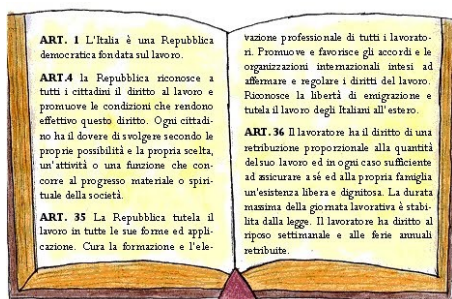 ART. 1 L'Italia è una Repubblica
democratica fondata sul lavoro.
ART.4 la Repubblica riconosce a
tutti i cittadini il diritto al lavoro e
promuove le condizioni che rendono
effettivo questo diritto. Ogni cittadi-
no ha il dovere di svolgere secondo le
proprie possibilità e la propria scelta,
un'attività o una funzione che con-
corre al progresso materiale o spiri-
tuale della società.
ART. 35 La Repubblica tutela il
lavoro in tutte le sue forme ed appli-
cazione. Cura la formazione e l'ele-
vazione professionale di tutti i lavorato-
ri. Promuove e favorisce gli accordi e le
organizzazioni internazionali intesi ad
affermare e regolare i diritti del lavoro.
Riconosce la libertà di emigrazione e
tutela il lavoro degli Italiani all'estero.
ART. 36 Il lavoratore ha il diritto di una
retribuzione proporzionale alla quantità
del suo lavoro ed in ogni caso sufficiente
ad assicurare a sé ed alla propria famiglia
un'esistenza libera e dignitosa. La durata
massima della giornata lavorativa è stabi-
lita dalla legge. Il lavoratore ha diritto al
riposo settimanale e alle ferie annuali
retribuite.